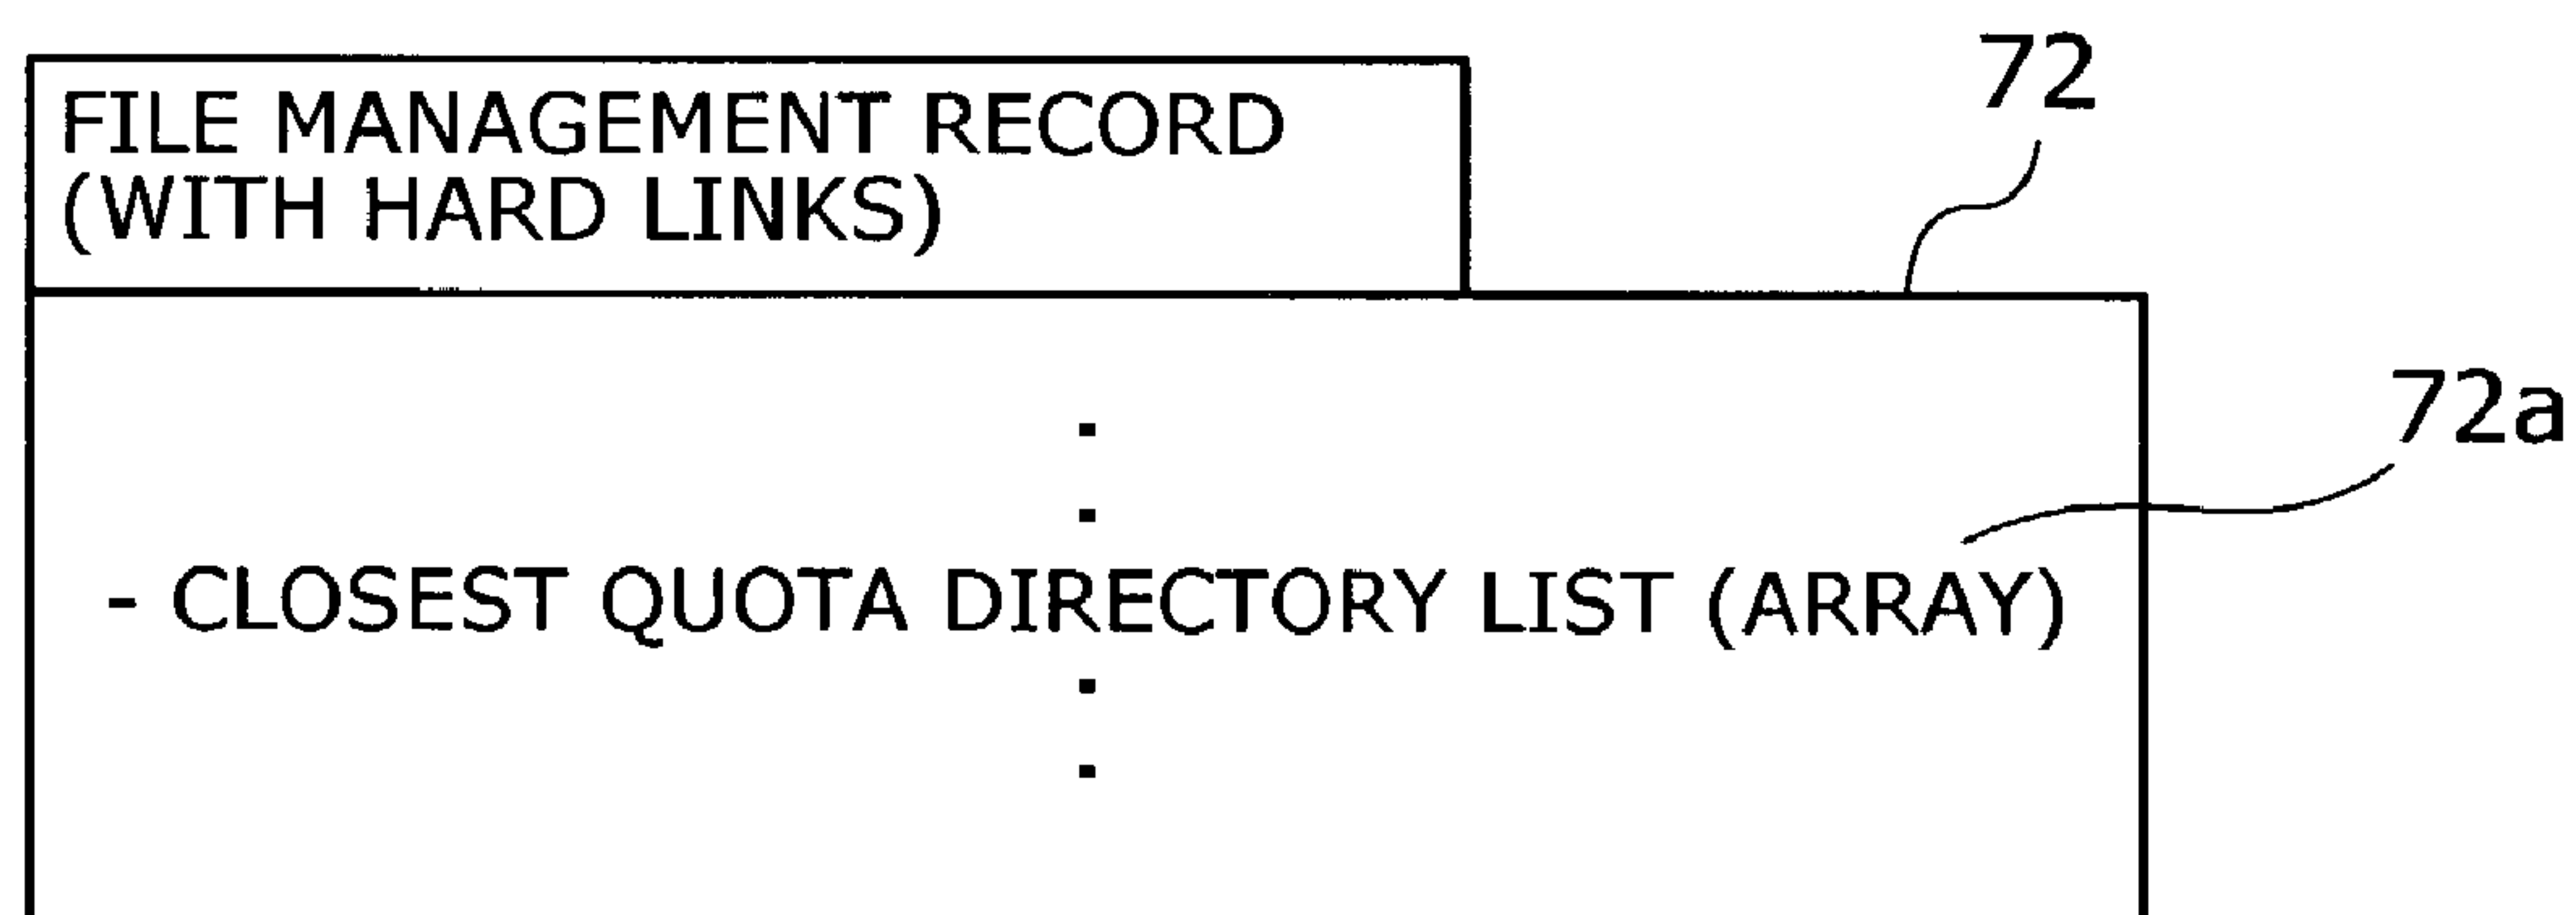 72
FILE MANAGEMENT RECORD
(WITH HARD LINKS)
72a
- CLOSEST QUOTA DIRECTORY LIST (ARRAY)